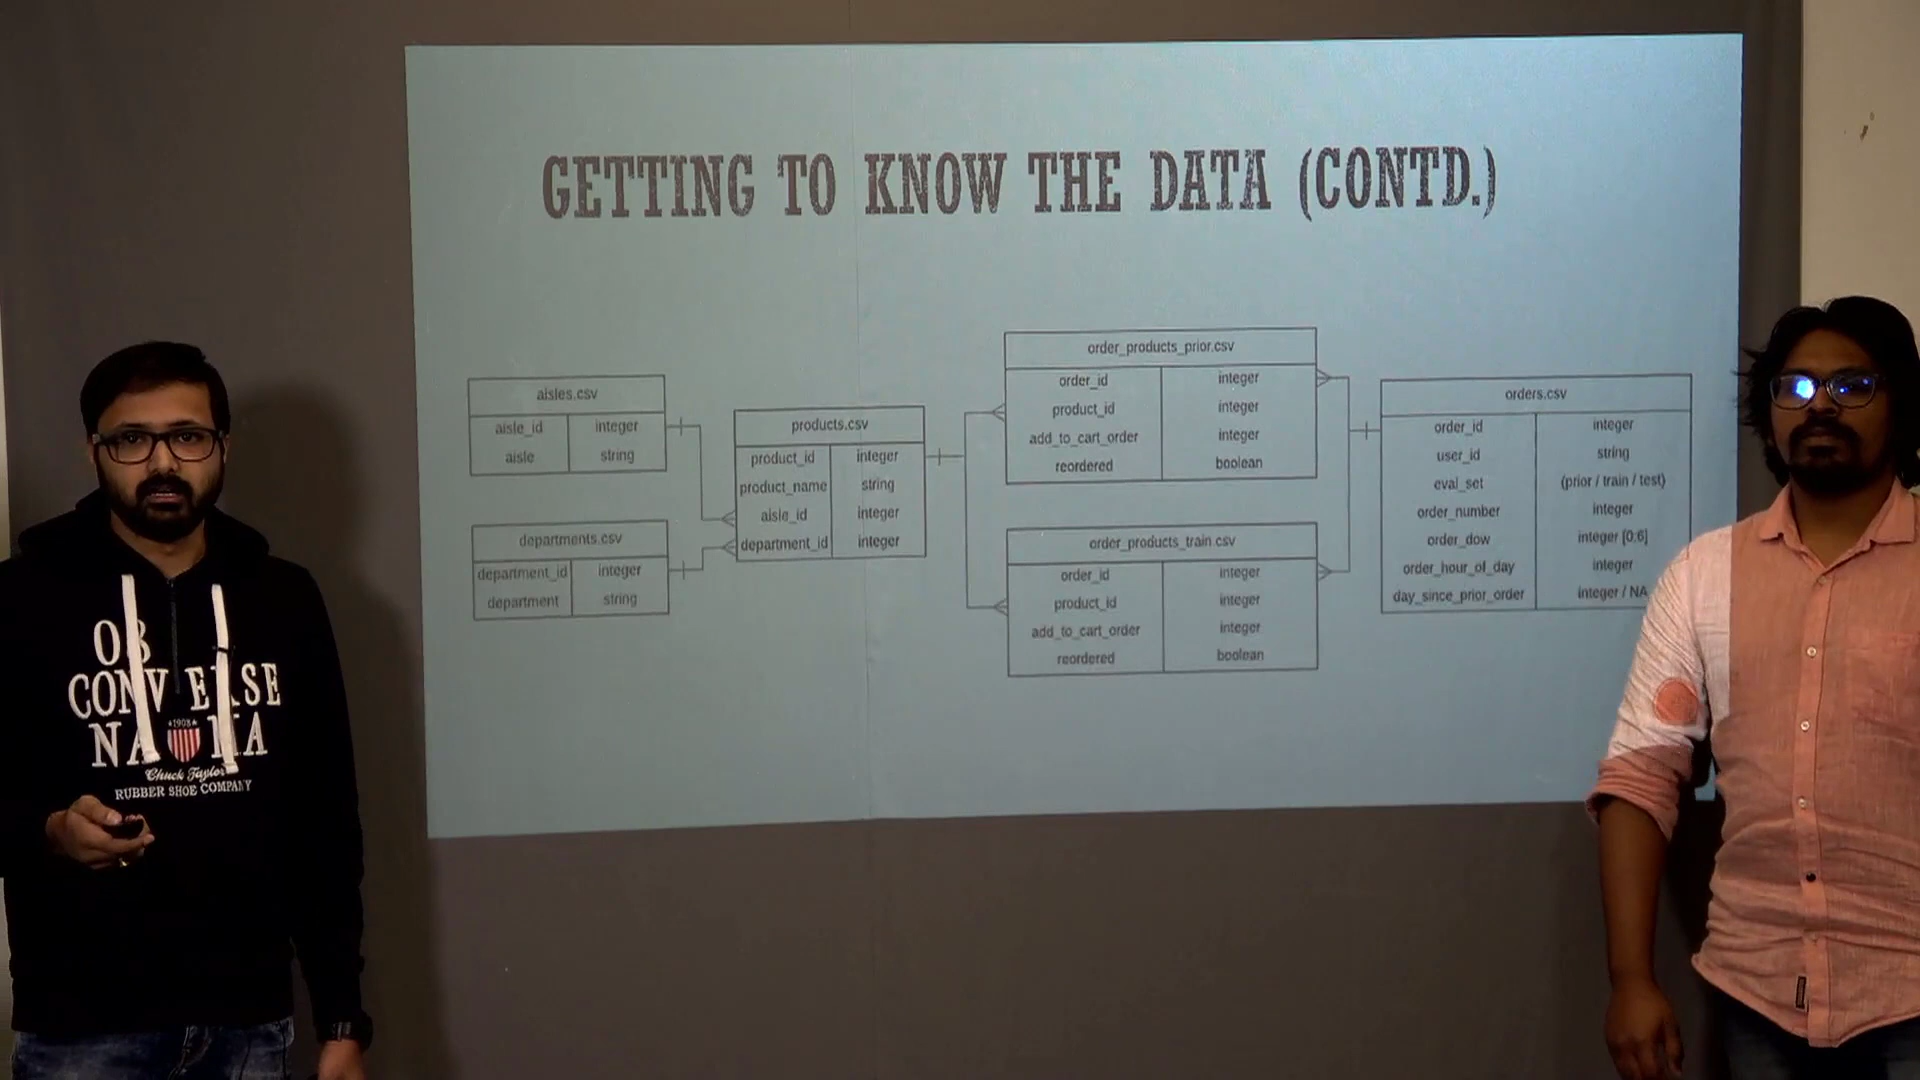 GETTING TO KNOW THE DATA (CONTD.)
aisles.csv
aisle_id integer
aisle string
departments.csv
department_id integer
department string
products.csv
product_id integer
product_name string
aisle_id integer
department_id integer
order_products_prior.csv
order_id integer
product_id integer
add_to_cart_order integer
reordered boolean
order_products_train.csv
order_id integer
product_id integer
add_to_cart_order integer
reordered boolean
orders.csv
order_id integer
user_id string
eval_set (prior / train / test)
order_number integer
order_dow integer [0:6]
order_hour_of_day integer
day_since_prior_order integer / NA
CONVERSE
1908
Chuck Taylor
RUBBER SHOE COMPANY